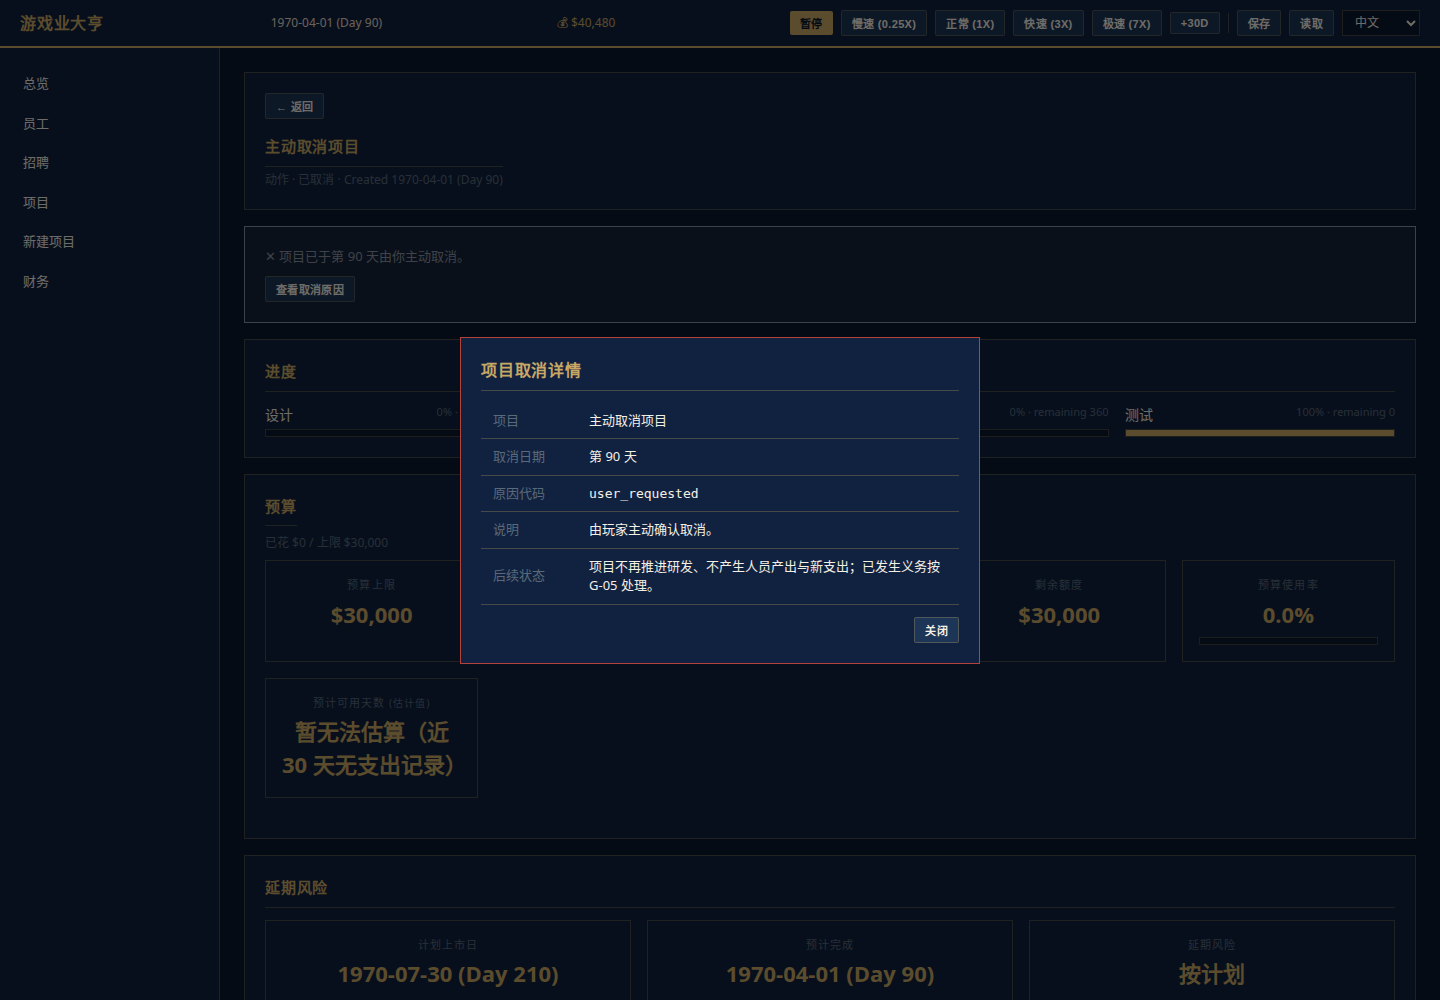 游戏业大亨
1970-04-01 (Day 90)
💰 $40,480
暂停
慢速 (0.25X)
正常 (1X)
快速 (3X)
极速 (7X)
+30D
保存
读取
中文
总览
员工
招聘
项目
新建项目
财务
← 返回
主动取消项目
动作 · 已取消 · Created 1970-04-01 (Day 90)
✕ 项目已于第 90 天由你主动取消。
查看取消原因
进度
设计
0% ·
0% · remaining 360
测试
100% · remaining 0
项目取消详情
项目
主动取消项目
取消日期
第 90 天
原因代码
user_requested
说明
由玩家主动确认取消。
后续状态
项目不再推进研发、不产生人员产出与新支出；已发生义务按
G-05 处理。
关闭
预算
已花 $0 / 上限 $30,000
预算上限
$30,000
剩余额度
$30,000
预算使用率
0.0%
预计可用天数 (估计值)
暂无法估算（近
30 天无支出记录）
延期风险
计划上市日
1970-07-30 (Day 210)
预计完成
1970-04-01 (Day 90)
延期风险
按计划